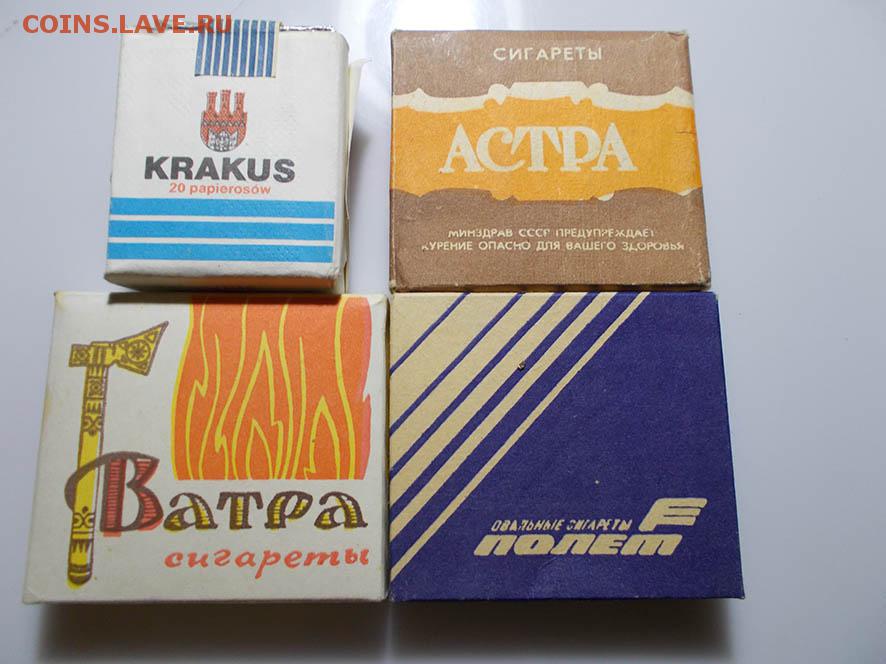 COINS.LAVE.RU
KRAKUS
20 papierosów
СИГАРЕТЫ
АСТРА
МИНЗДРАВ СССР ПРЕДУПРЕЖДАЕТ
КУРЕНИЕ ОПАСНО ДЛЯ ВАШЕГО ЗДОРОВЬЯ
Ватра
сигареты
ОВАЛЬНЫЕ СИГАРЕТЫ
ПОЛЕТ